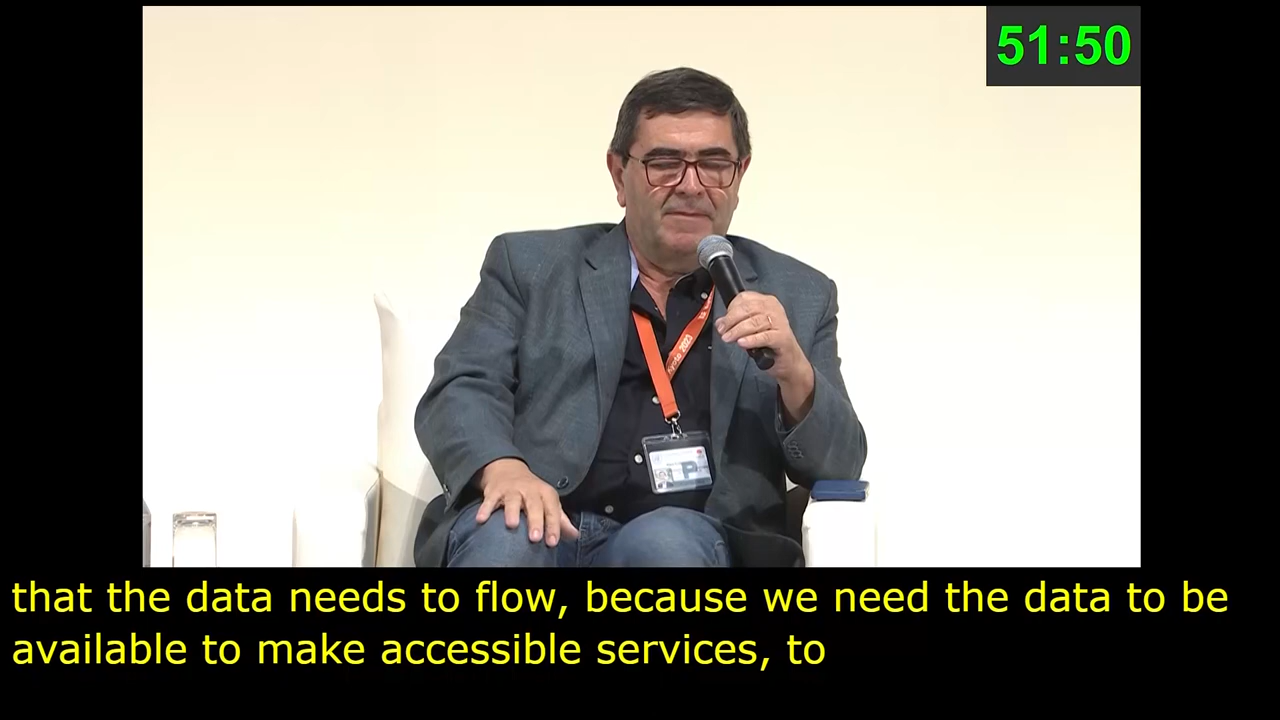 51:50
2023
P
that the data needs to flow, because we need the data to be
available to make accessible services, to